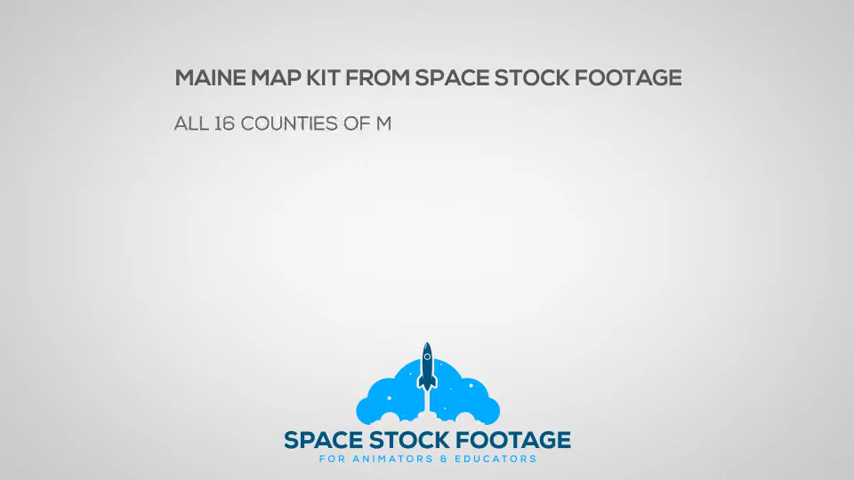 MAINE MAP KIT FROM SPACE STOCK FOOTAGE
ALL 16 COUNTIES OF M
SPACE STOCK FOOTAGE
FOR ANIMATORS & EDUCATORS